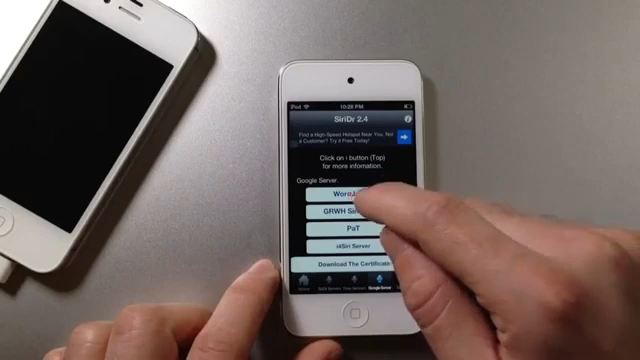 iPod 10:28 PM
SiriDr 2.4
Find a High-Speed Hotspot Near You. Not
a Customer? Try it Free Today!
Click on i button (Top)
for more information.
Google Server.
GRWH
PaT
i4Siri Server
Download The Certificate
Home
Google Server